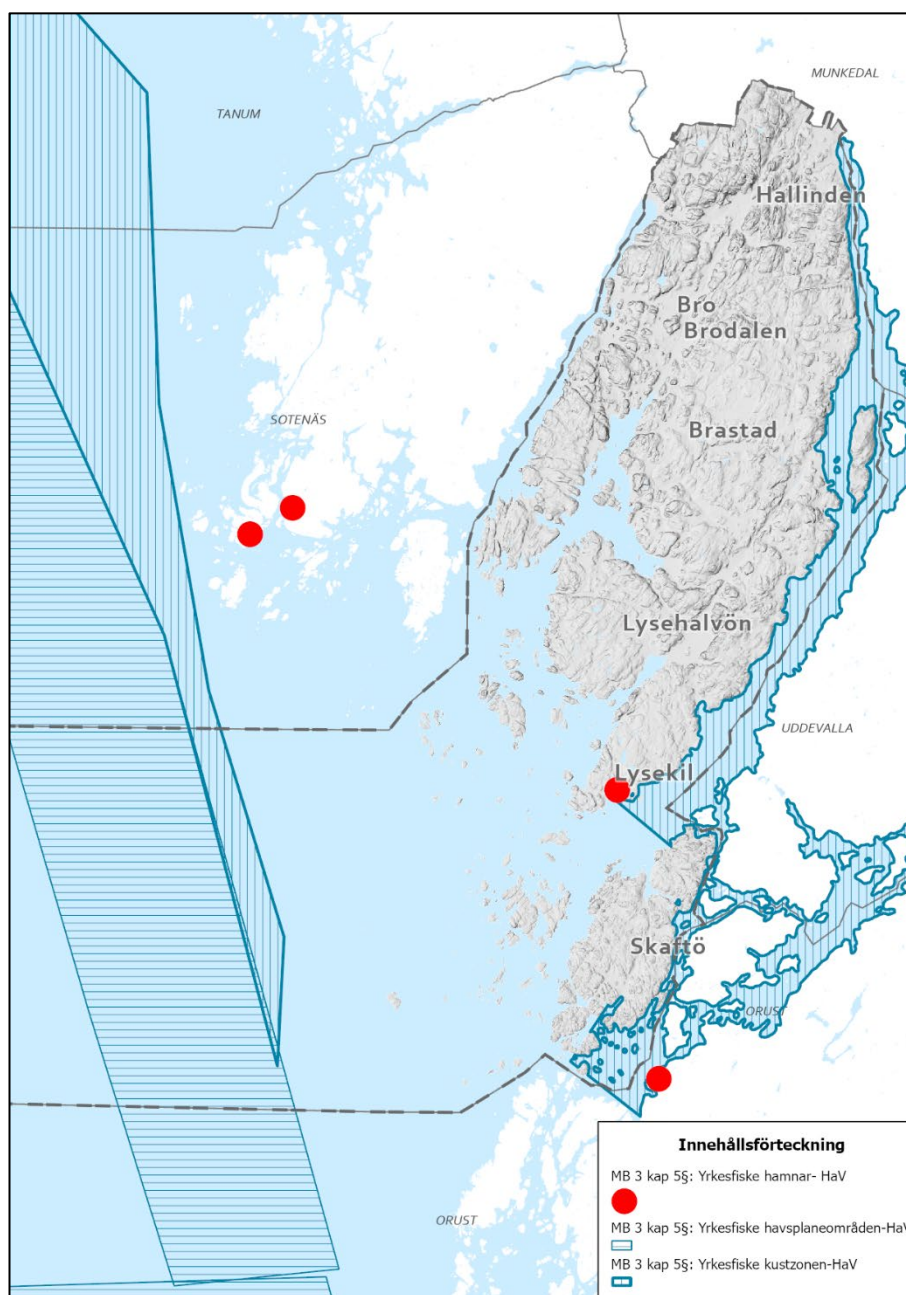 MUNKEDAL
TANUM
Hallinden
Bro
Brodalen
SOTENÄS
Brastad
Lysehalvön
UDDEVALLA
Lysekil
Skaftö
ORUST
ORUST
Innehållsförteckning
MB 3 kap 5§: Yrkesfiske hamnar- HaV
MB 3 kap 5§: Yrkesfiske havsplaneområden-HaV
MB 3 kap 5§: Yrkesfiske kustzonen-HaV